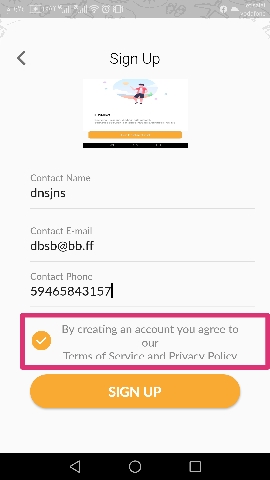 Sign Up
Contact Name
dnsjns
Contact E-mail
dbsb@bb.ff
Contact Phone
59465843157
By creating an account you agree to
our
Terms of Service and Privacy Policy
SIGN UP